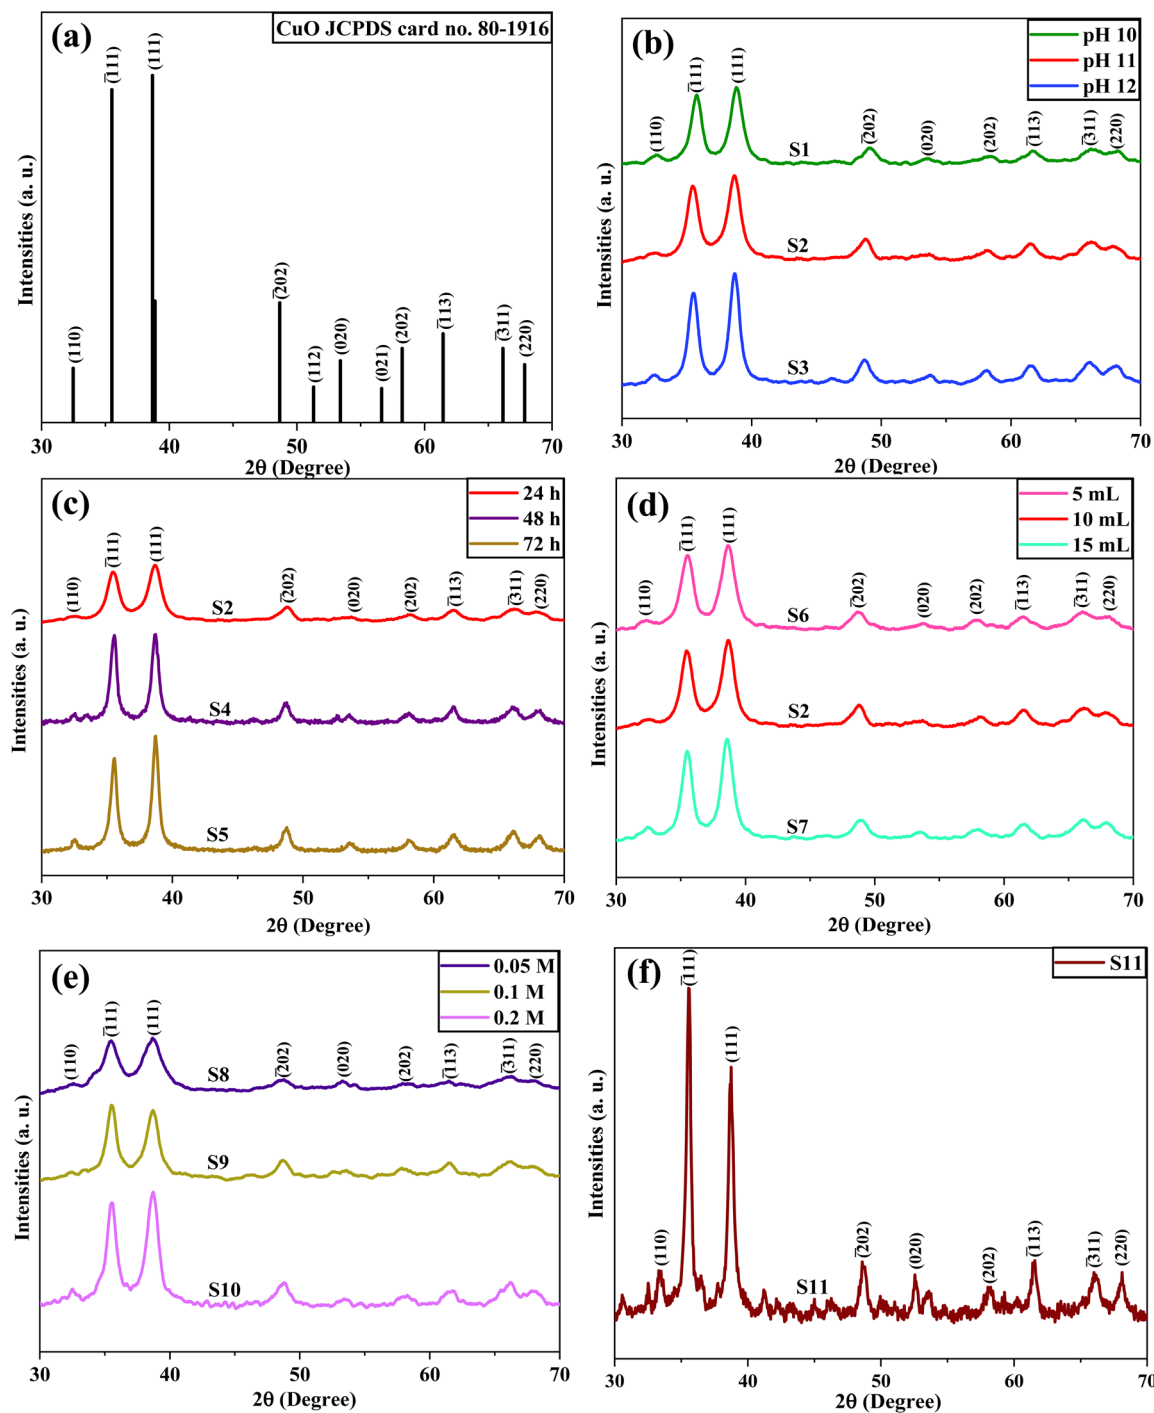 (a)
CuO JCPDS card no. 80-1916
(110)
(1̅11)
(111)
(2̅02)
(112)
(020)
(021)
(202)
(1̅13)
(3̅11)
(220)
Intensities (a. u.)
30 40 50 60 70
2θ (Degree)
(b)
pH 10
pH 11
pH 12
(110)
(1̅11)
(111)
(2̅02)
(020)
(202)
(1̅13)
(3̅11)
(220)
S1
S2
S3
Intensities (a. u.)
30 40 50 60 70
2θ (Degree)
(c)
24 h
48 h
72 h
(110)
(1̅11)
(111)
(2̅02)
(020)
(202)
(1̅13)
(3̅11)
(220)
S2
S4
S5
Intensities (a. u.)
30 40 50 60 70
2θ (Degree)
(d)
5 mL
10 mL
15 mL
(110)
(1̅11)
(111)
(2̅02)
(020)
(202)
(1̅13)
(3̅11)
(220)
S6
S2
S7
Intensities (a. u.)
30 40 50 60 70
2θ (Degree)
(e)
0.05 M
0.1 M
0.2 M
(110)
(1̅11)
(111)
(2̅02)
(020)
(202)
(1̅13)
(3̅11)
(220)
S8
S9
S10
Intensities (a. u.)
30 40 50 60 70
2θ (Degree)
(f)
S11
(110)
(1̅11)
(111)
(2̅02)
(020)
(202)
(1̅13)
(3̅11)
(220)
S11
Intensities (a. u.)
30 40 50 60 70
2θ (Degree)